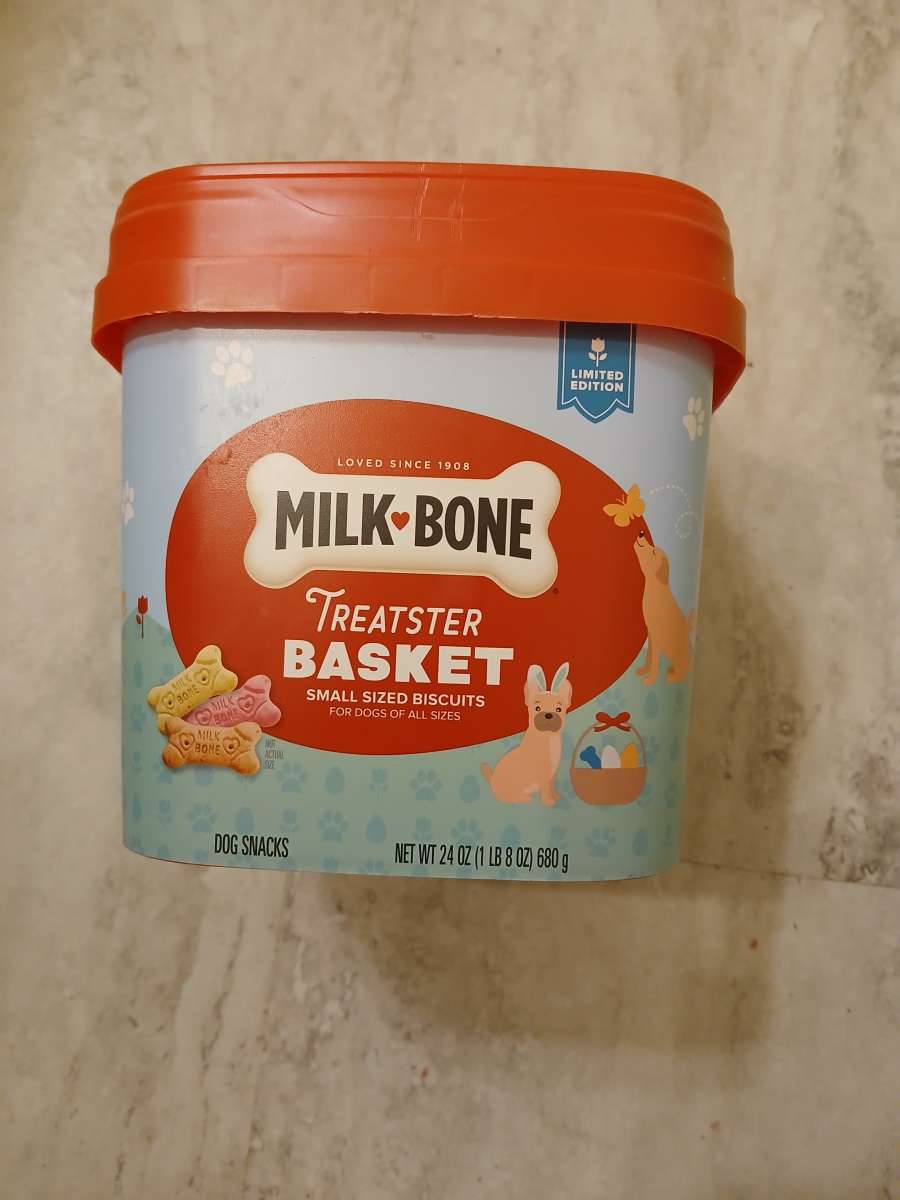 LIMITED
EDITION
LOVED SINCE 1908
MILK BONE
TREATSTER
BASKET
SMALL SIZED BISCUITS
FOR DOGS OF ALL SIZES
MILK
BONE
MILK
BONE
MILK
BONE
NOT
ACTUAL
SIZE
DOG SNACKS
NET WT 24 OZ (1 LB 8 OZ) 680 g